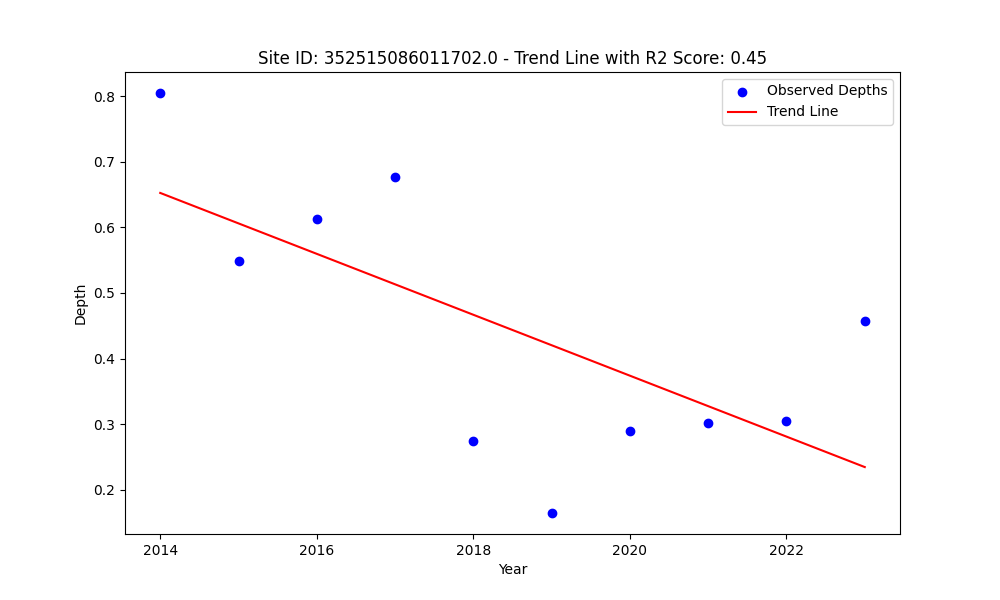 Site ID: 352515086011702.0 - Trend Line with R2 Score: 0.45
Observed Depths
Trend Line
0.8
0.7
0.6
0.5
0.4
0.3
0.2
Depth
2014
2016
2018
2020
2022
Year